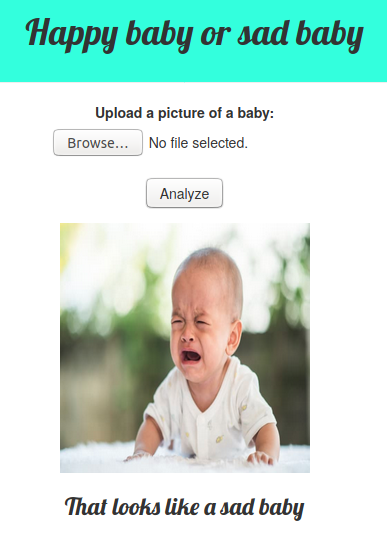 Happy baby or sad baby
Upload a picture of a baby:
Browse... No file selected.
Analyze
That looks like a sad baby